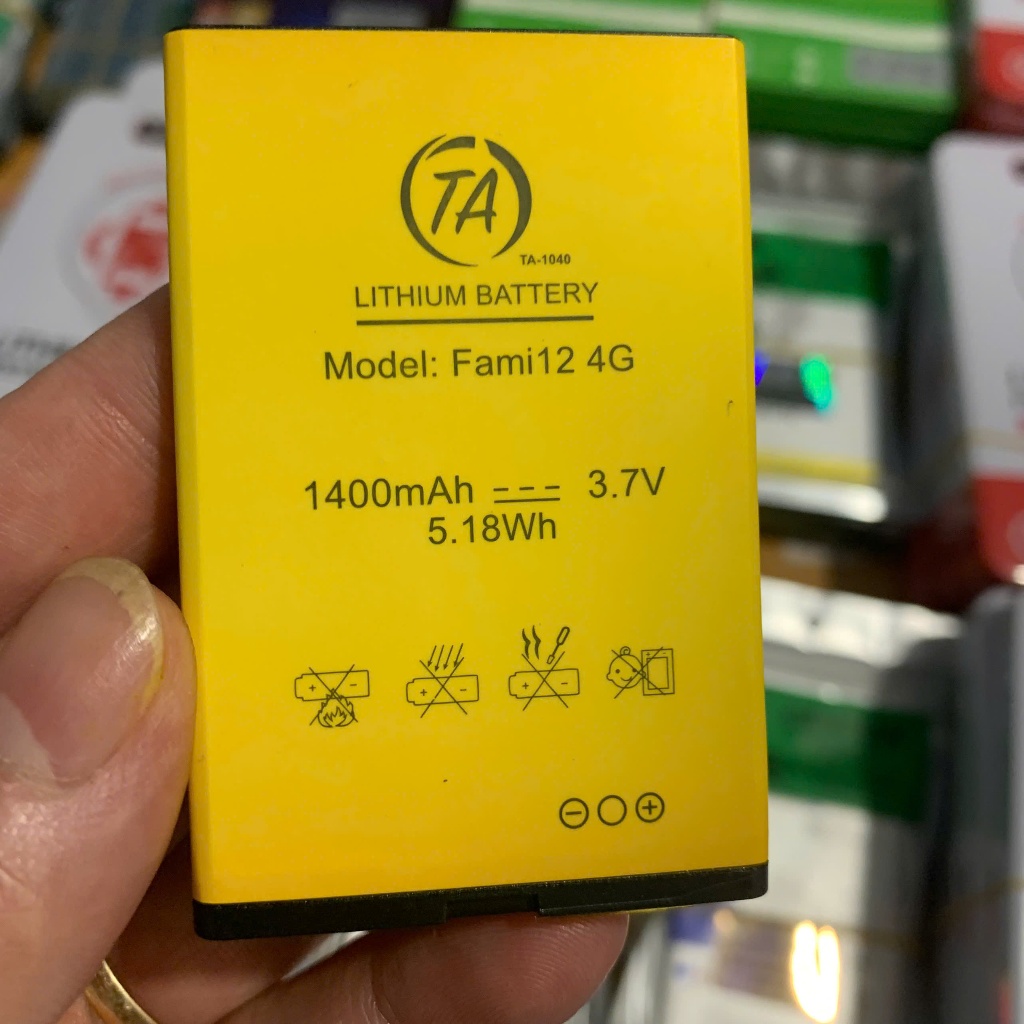 TA
TA-1040
LITHIUM BATTERY
Model: Fami12 4G
1400mAh 3.7V
5.18Wh